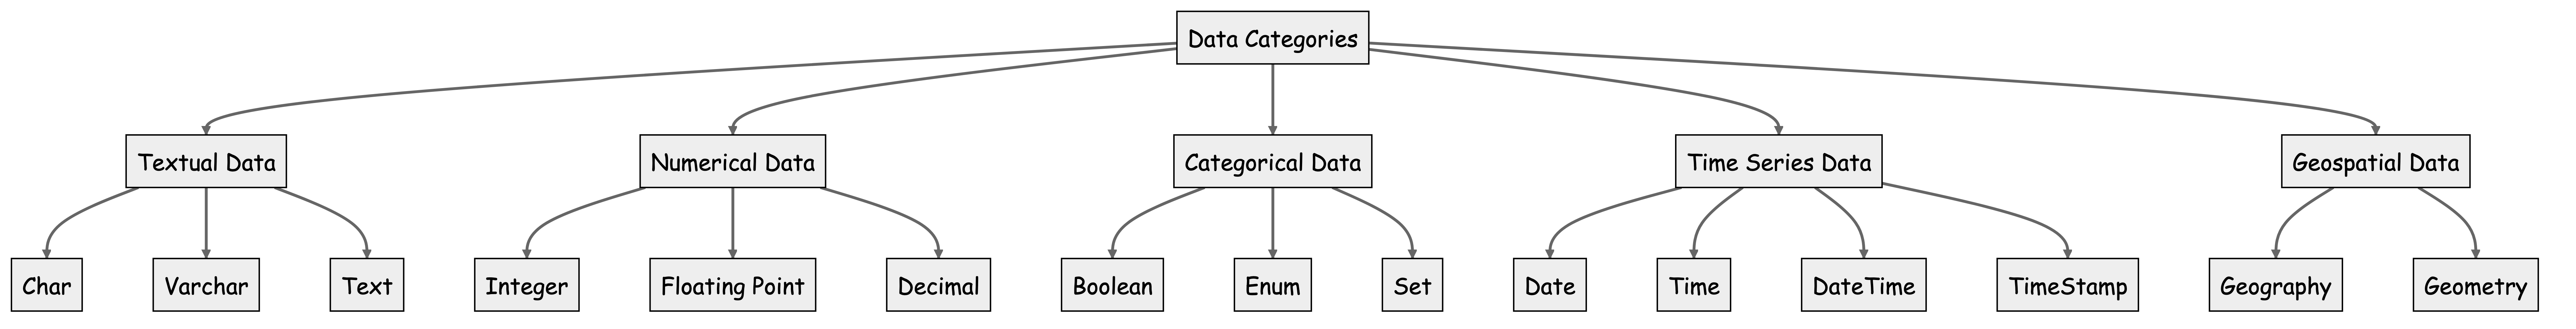 Data Categories
Textual Data
Numerical Data
Categorical Data
Time Series Data
Geospatial Data
Char
Varchar
Text
Integer
Floating Point
Decimal
Boolean
Enum
Set
Date
Time
DateTime
TimeStamp
Geography
Geometry